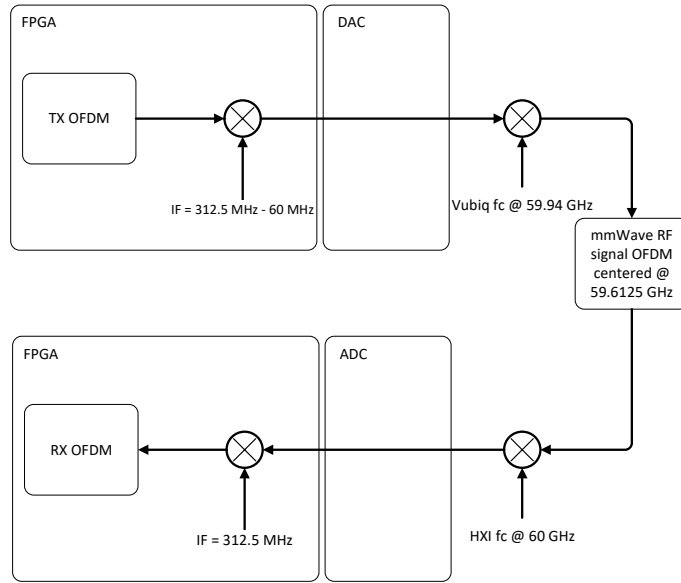 FPGA
DAC
TX OFDM
IF = 312.5 MHz - 60 MHz
Vubiq fc @ 59.94 GHz
mmWave RF
signal OFDM
centered @
59.6125 GHz
FPGA
ADC
RX OFDM
IF = 312.5 MHz
HXI fc @ 60 GHz